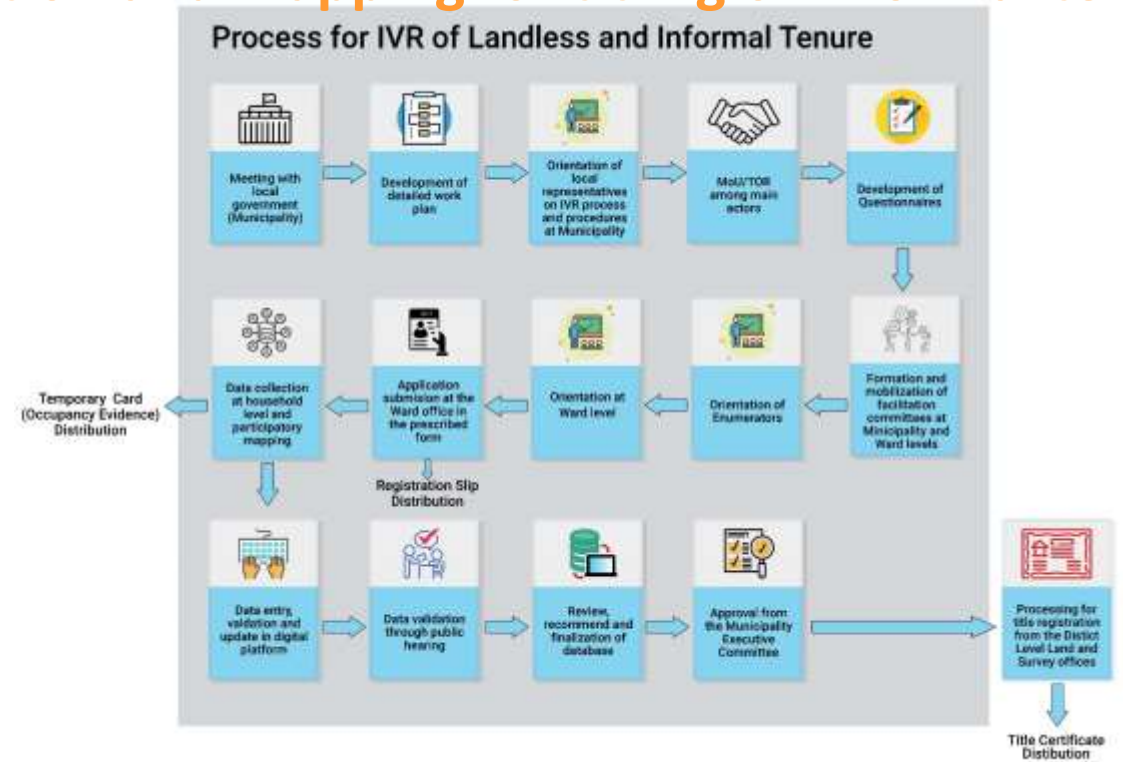 Process for IVR of Landless and Informal Tenure
Meeting with
local
government
(Municipality)
Development of
detailed work
plan
Orientation of
local
representatives
on IVR process
and procedures
at Municipality
MoU/TOR
among main
actors
Development of
Questionnaires
Formation and
mobilization of
facilitation
committees at
Minicipality and
Ward levels
Orientation of
Enumerators
Orientation at
Ward level
Application
submission at the
Ward office in
the prescribed
form
Registration Slip
Distribution
Data collection
at household
level and
participatory
mapping
Temporary Card
(Occupancy Evidence)
Distribution
Data entry,
validation and
update in digital
platform
Data validation
through public
hearing
Review,
recommend and
finalization of
database
Approval from
the Municipality
Executive
Committee
Processing for
title registration
from the Distict
Level Land and
Survey offices
Title Certificate
Distibution